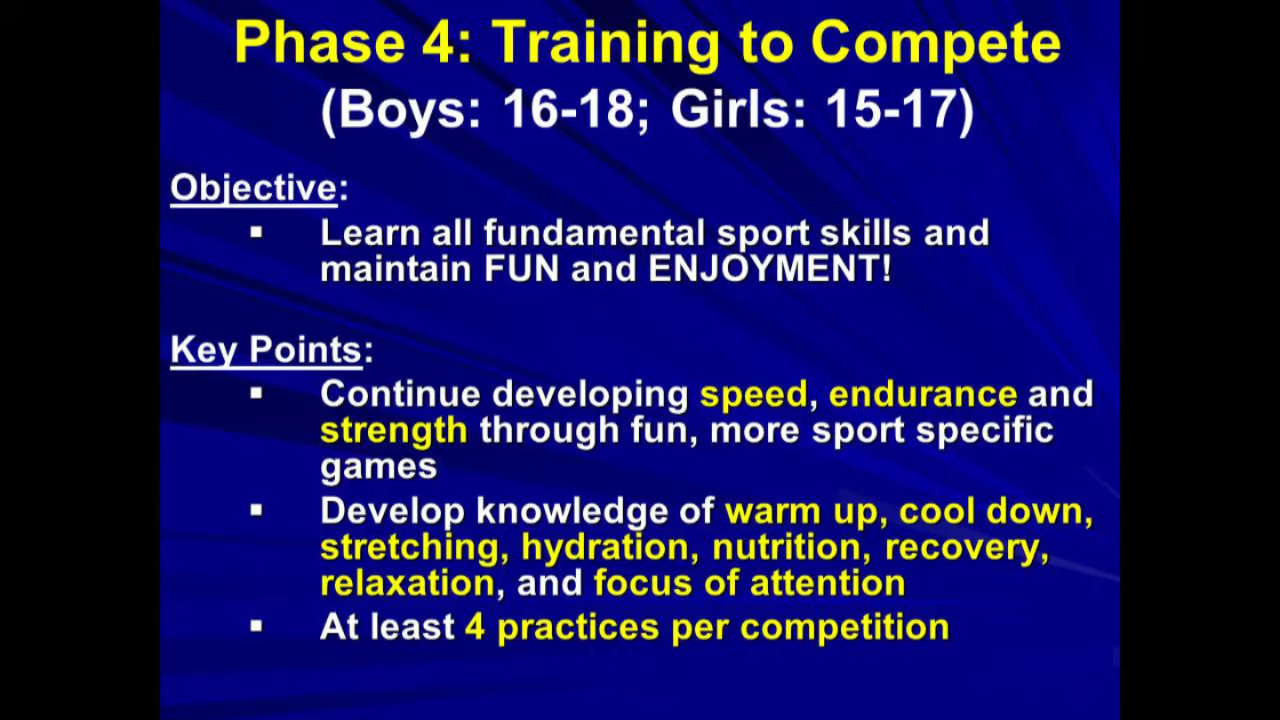 Phase 4: Training to Compete
(Boys: 16-18; Girls: 15-17)
Objective:
▪ Learn all fundamental sport skills and
maintain FUN and ENJOYMENT!
Key Points:
▪ Continue developing speed, endurance and
strength through fun, more sport specific
games
▪ Develop knowledge of warm up, cool down,
stretching, hydration, nutrition, recovery,
relaxation, and focus of attention
▪ At least 4 practices per competition